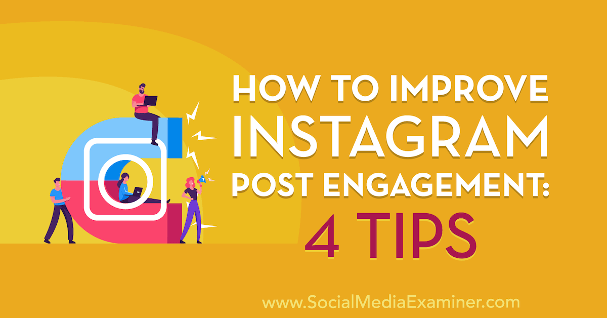 HOW TO IMPROVE
INSTAGRAM
POST ENGAGEMENT:
4 TIPS
www.SocialMediaExaminer.com